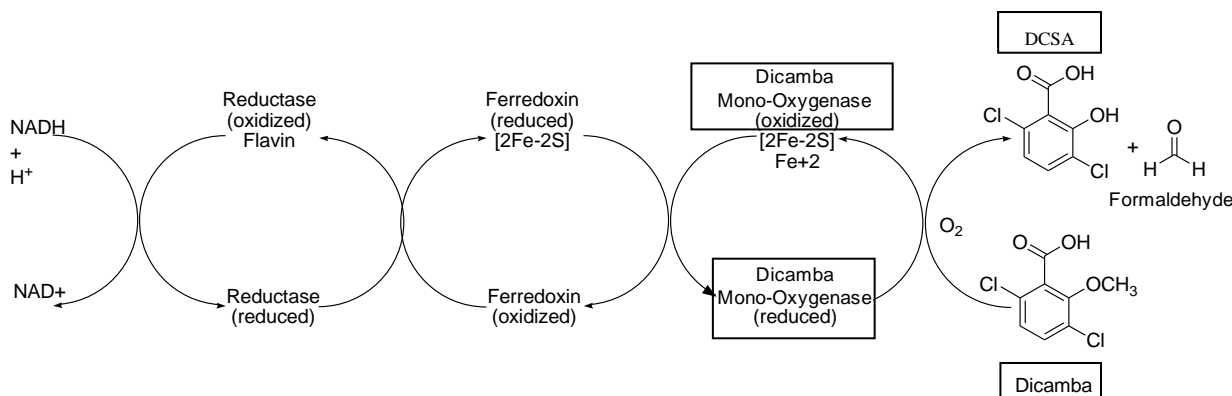 NADH
+
H+
NAD+
Reductase
(oxidized)
Flavin
Reductase
(reduced)
Ferredoxin
(reduced)
[2Fe-2S]
Ferredoxin
(oxidized)
Dicamba
Mono-Oxygenase
(oxidized)
[2Fe-2S]
Fe+2
Dicamba
Mono-Oxygenase
(reduced)
O2
DCSA
O
OH
OH
Cl
Cl
+
O
H H
Formaldehyde
O
OH
Cl
OCH3
Cl
Dicamba